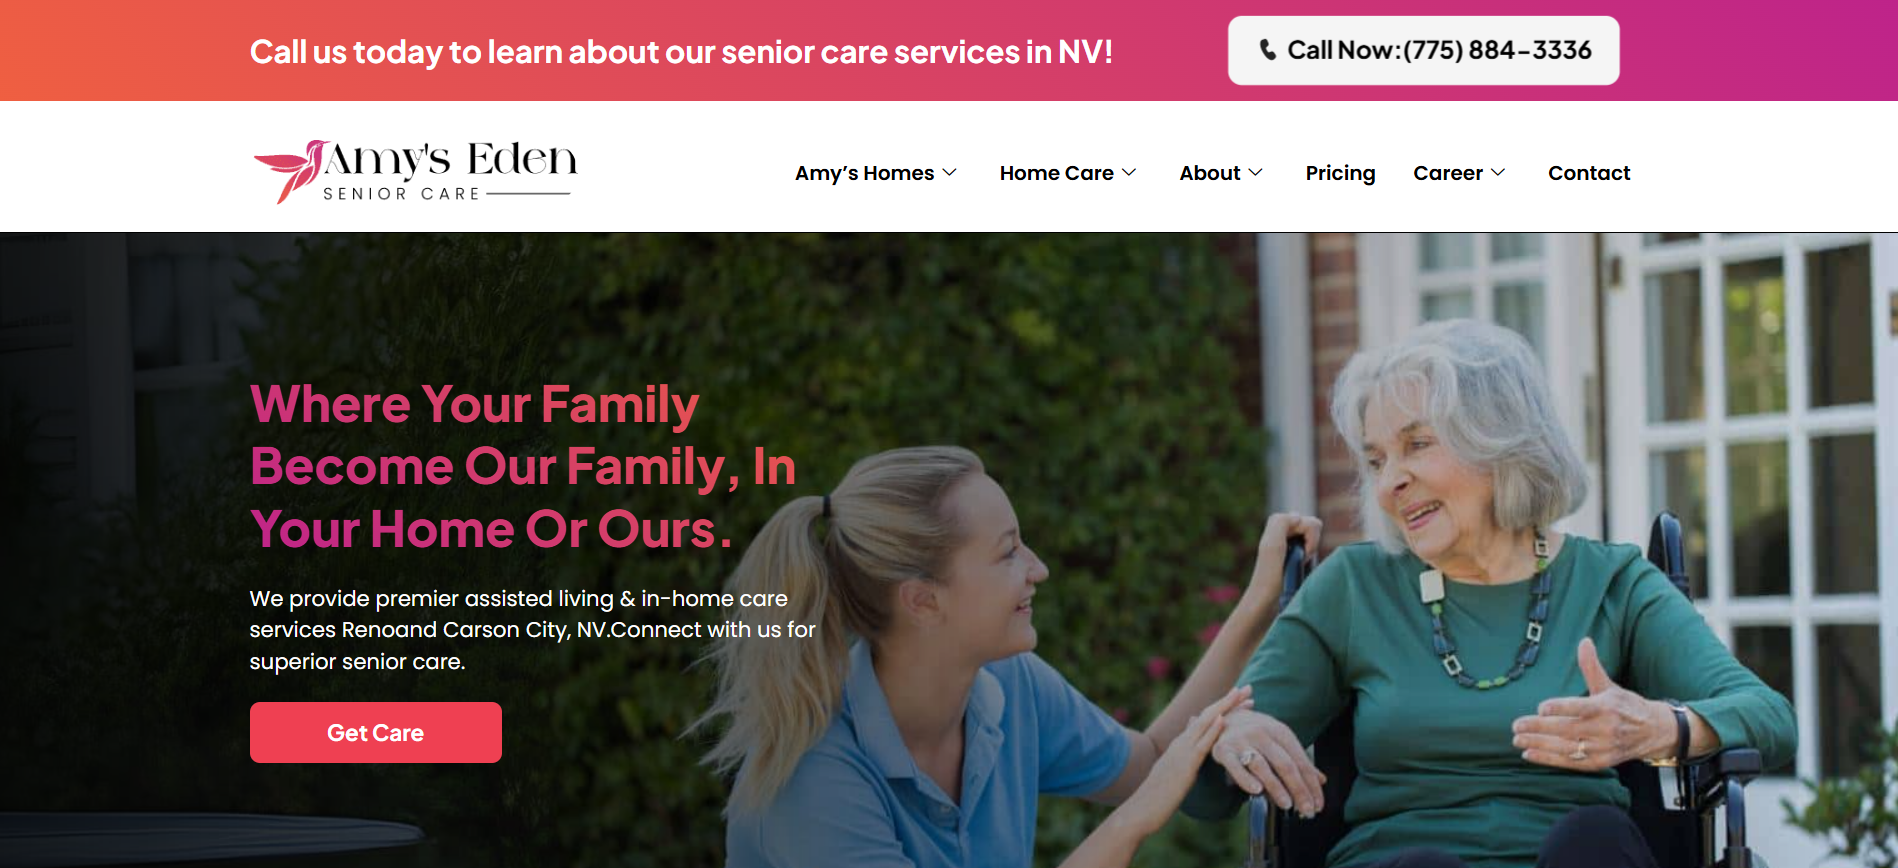 Call us today to learn about our senior care services in NV!
Call Now:(775) 884-3336
Amy's Eden
SENIOR CARE
Amy’s Homes
Home Care
About
Pricing
Career
Contact
Where Your Family
Become Our Family, In
Your Home Or Ours.
We provide premier assisted living & in-home care
services Renoand Carson City, NV.Connect with us for
superior senior care.
Get Care